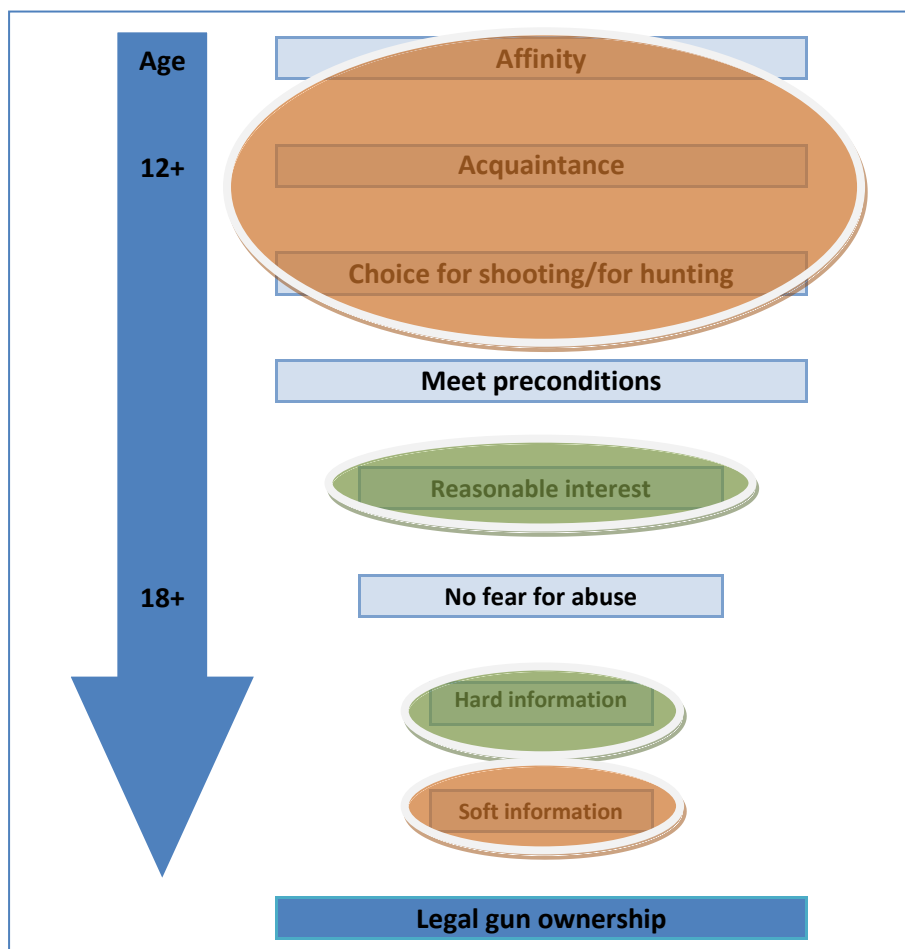 Age
Affinity
12+
Acquaintance
Choice for shooting/for hunting
Meet preconditions
Reasonable interest
18+
No fear for abuse
Hard information
Soft information
Legal gun ownership